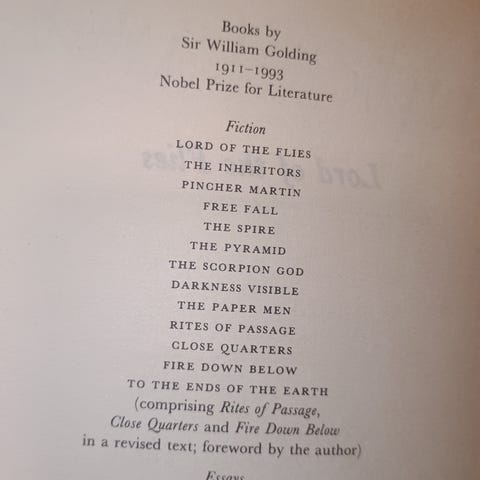 Books by
Sir William Golding
1911–1993
Nobel Prize for Literature
Fiction
LORD OF THE FLIES
THE INHERITORS
PINCHER MARTIN
FREE FALL
THE SPIRE
THE PYRAMID
THE SCORPION GOD
DARKNESS VISIBLE
THE PAPER MEN
RITES OF PASSAGE
CLOSE QUARTERS
FIRE DOWN BELOW
TO THE ENDS OF THE EARTH
(comprising Rites of Passage,
Close Quarters and Fire Down Below
in a revised text; foreword by the author)
Essays